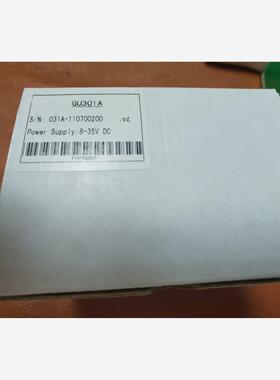 GU301A
S/N: 031A-110700200
Power Supply:8-35V DC